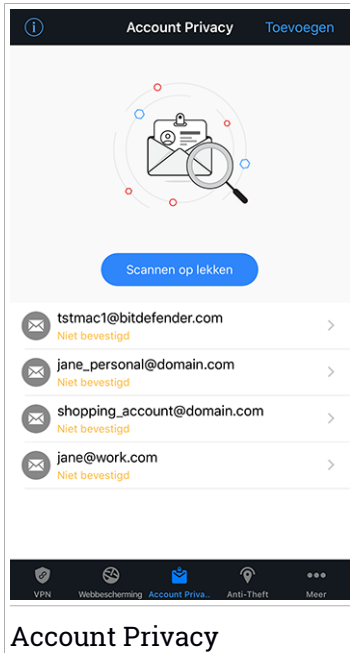 Account Privacy Toevoegen
Scannen op lekken
tstmac1@bitdefender.com
Niet bevestigd
jane_personal@domain.com
Niet bevestigd
shopping_account@domain.com
Niet bevestigd
jane@work.com
Niet bevestigd
VPN Webbescherming Account Priva.. Anti-Theft Meer
Account Privacy